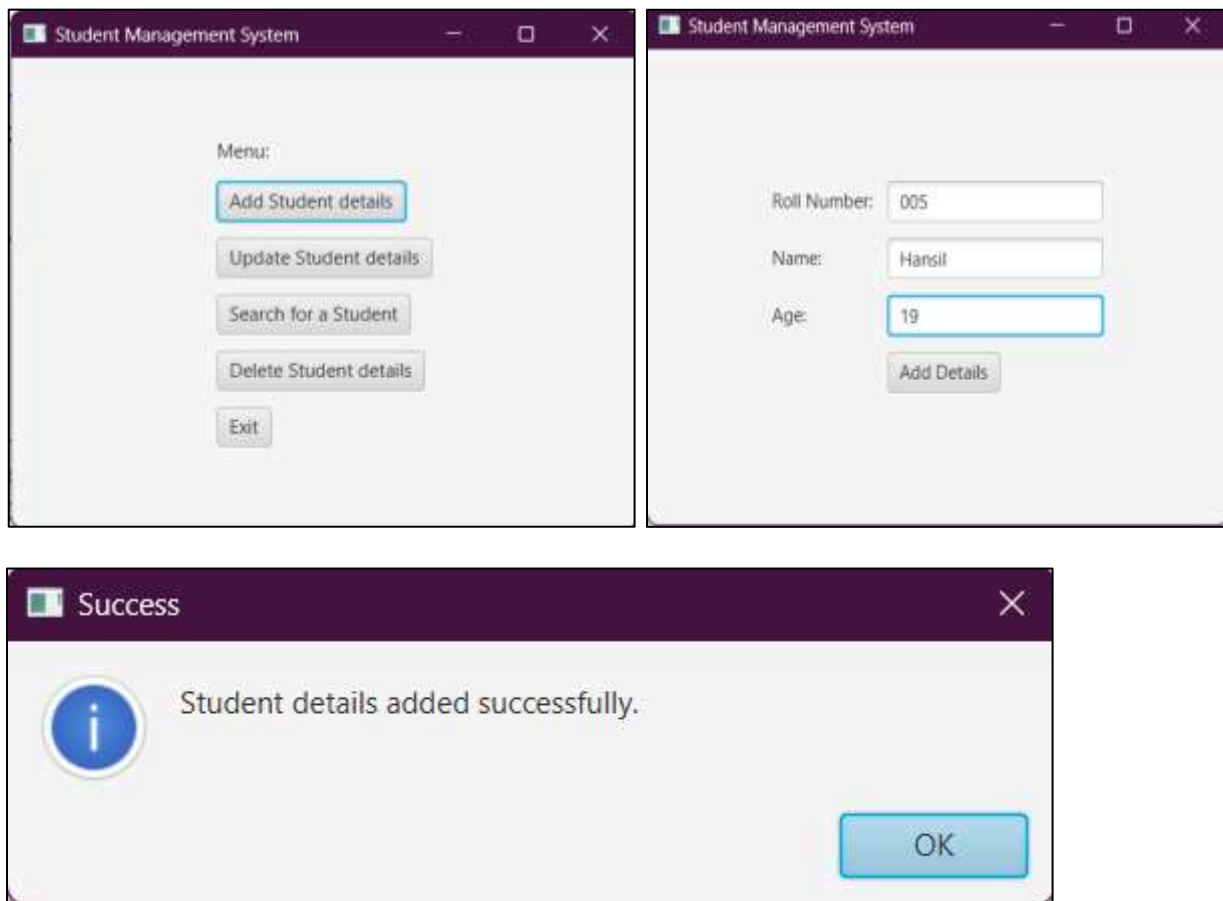 Student Management System
Menu:
Add Student details
Update Student details
Search for a Student
Delete Student details
Exit
Student Management System
Roll Number: 005
Name: Hansil
Age: 19
Add Details
Success
Student details added successfully.
OK